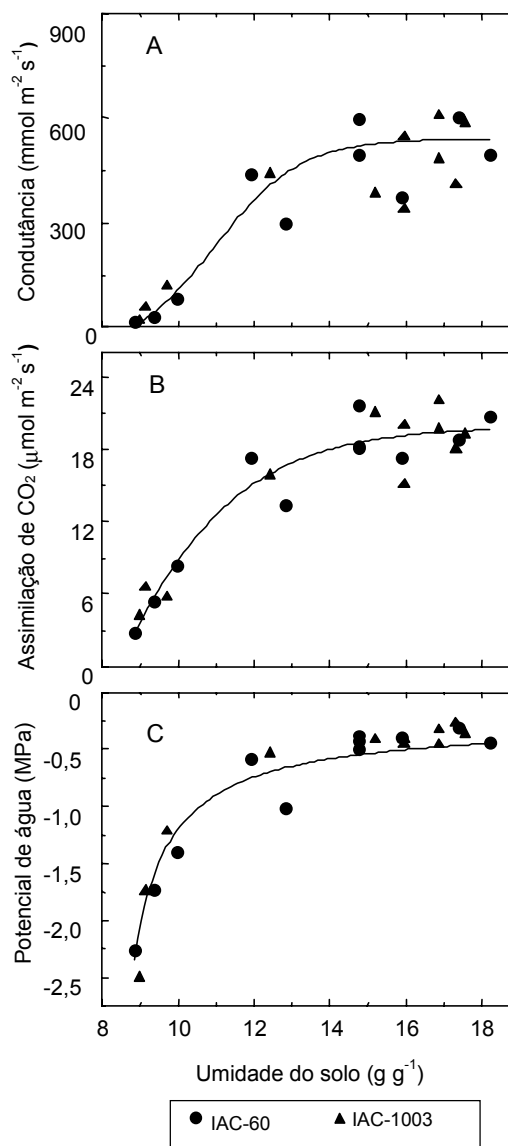 A
Condutância (mmol m⁻² s⁻¹)
900
600
300
0
B
Assimilação de CO₂ (µmol m⁻² s⁻¹)
24
18
12
6
0
C
Potencial de água (MPa)
0
-0,5
-1,0
-1,5
-2,0
-2,5
8 10 12 14 16 18
Umidade do solo (g g⁻¹)
IAC-60 IAC-1003